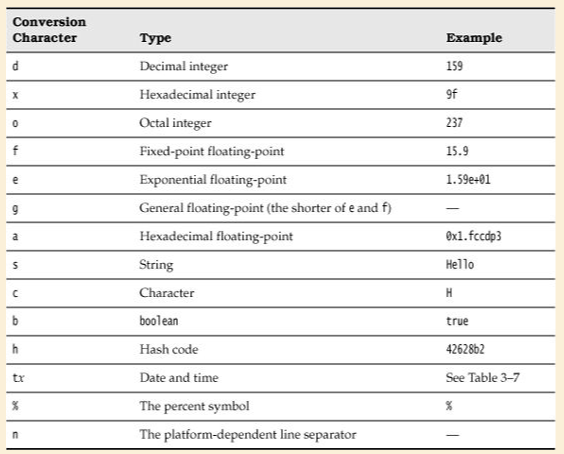 Conversion
Character Type Example
d Decimal integer 159
x Hexadecimal integer 9f
o Octal integer 237
f Fixed-point floating-point 15.9
e Exponential floating-point 1.59e+01
g General floating-point (the shorter of e and f) —
a Hexadecimal floating-point 0x1.fccdp3
s String Hello
c Character H
b boolean true
h Hash code 42628b2
tx Date and time See Table 3–7
% The percent symbol %
n The platform-dependent line separator —